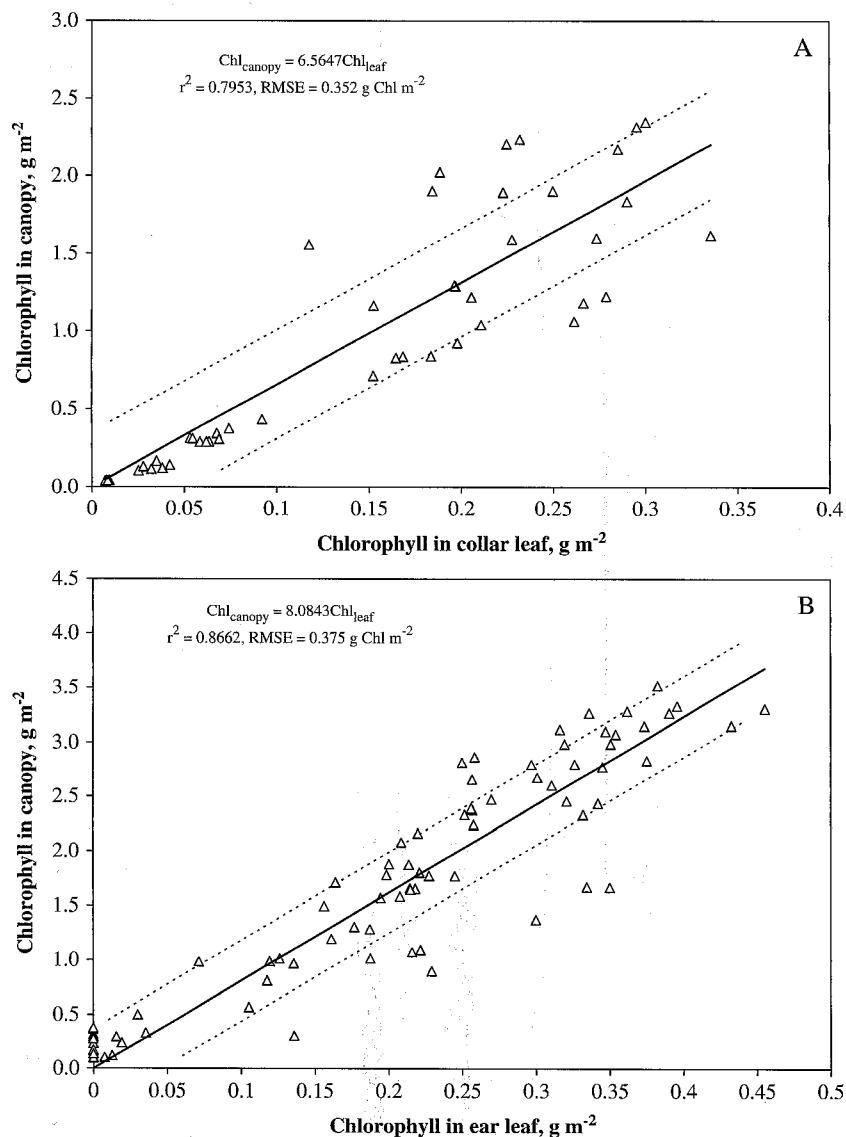 A
Chl_canopy = 6.5647Chl_leaf
r² = 0.7953, RMSE = 0.352 g Chl m⁻²
Chlorophyll in canopy, g m⁻²
3.0
2.5
2.0
1.5
1.0
0.5
0.0
0 0.05 0.1 0.15 0.2 0.25 0.3 0.35 0.4
Chlorophyll in collar leaf, g m⁻²
B
Chl_canopy = 8.0843Chl_leaf
r² = 0.8662, RMSE = 0.375 g Chl m⁻²
Chlorophyll in canopy, g m⁻²
4.5
4.0
3.5
3.0
2.5
2.0
1.5
1.0
0.5
0.0
0 0.05 0.1 0.15 0.2 0.25 0.3 0.35 0.4 0.45 0.5
Chlorophyll in ear leaf, g m⁻²